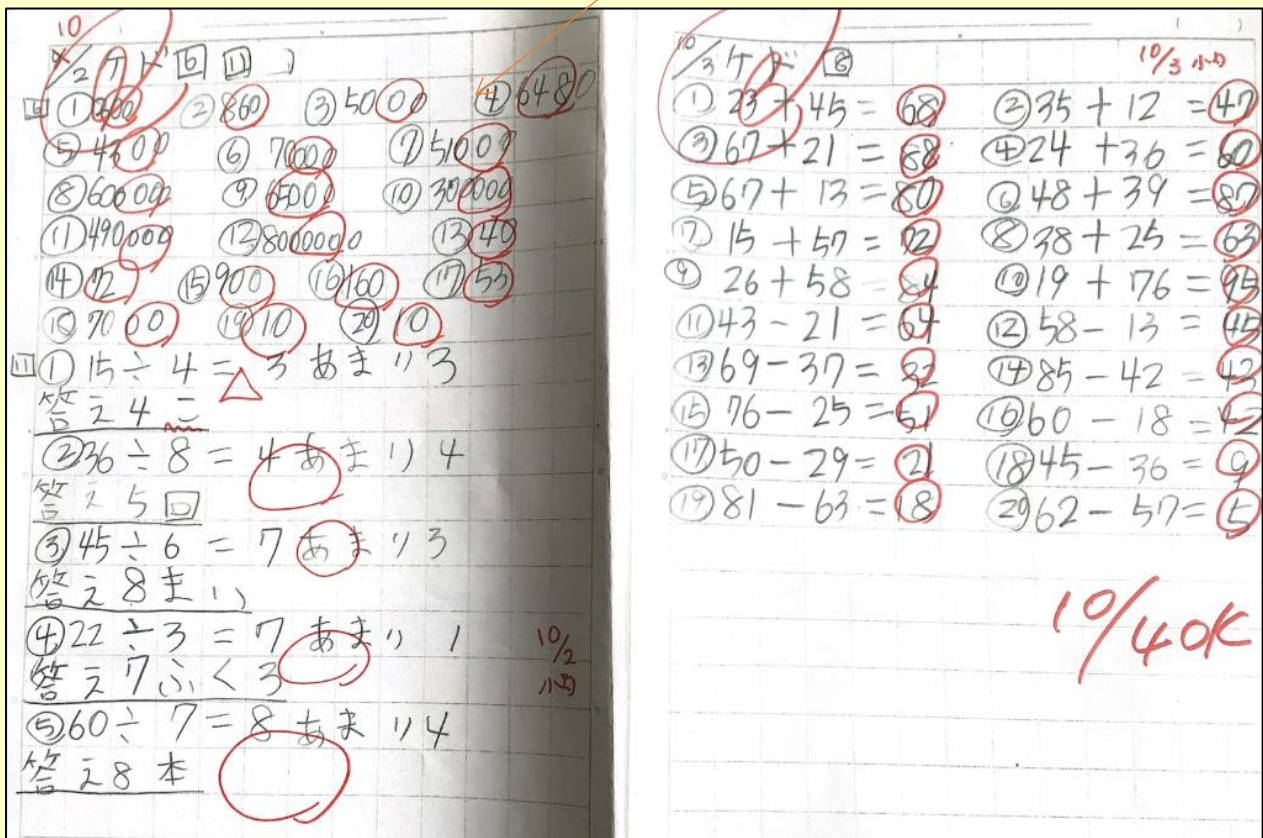 10
/2 ケド 6 11
6 ① 300 ② 860 ③ 5000 ④ 6480
⑤ 4300 ⑥ 7000 ⑦ 5100
⑧ 60000 ⑨ 6500 ⑩ 300000
⑪ 490000 ⑫ 8000000 ⑬ 40
⑭ 72 ⑮ 900 ⑯ 160 ⑰ 53
⑱ 7000 ⑲ 10 ⑳ 10
11 ① 15÷4=3あまり3
答え4こ
② 36÷8=4あまり4
答え5回
③ 45÷6=7あまり3
答え8まい
④ 22÷3=7あまり1
答え7ふくろ
10/2
⑤ 60÷7=8あまり4
答え8本
10/3 ケド 8
10/3
① 23+45=68 ② 35+12=47
③ 67+21=88 ④ 24+36=60
⑤ 67+13=80 ⑥ 48+39=87
⑦ 15+57=72 ⑧ 38+25=63
⑨ 26+58=84 ⑩ 19+76=95
⑪ 43-21=64 ⑫ 58-13=45
⑬ 69-37=32 ⑭ 85-42=43
⑮ 76-25=51 ⑯ 60-18=42
⑰ 50-29=21 ⑱ 45-36=9
⑲ 81-63=18 ⑳ 62-57=5
10/4 OK